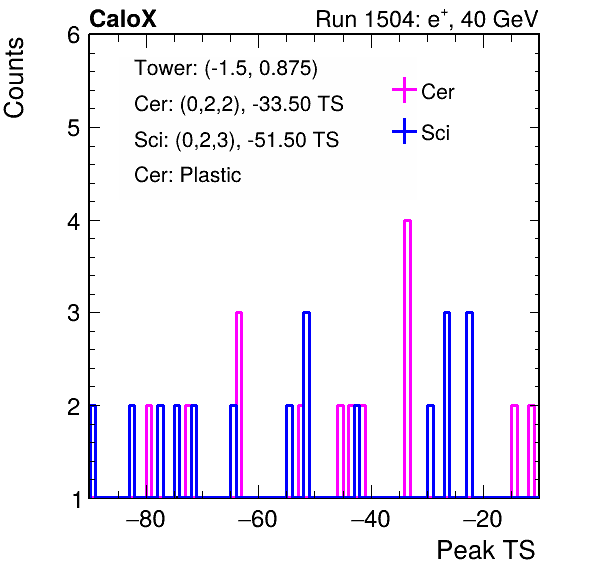 CaloX Run 1504: e+, 40 GeV
Counts
Tower: (-1.5, 0.875)
Cer: (0,2,2), -33.50 TS
Sci: (0,2,3), -51.50 TS
Cer: Plastic
Cer
Sci
6
5
4
3
2
1
−80 −60 −40 −20
Peak TS